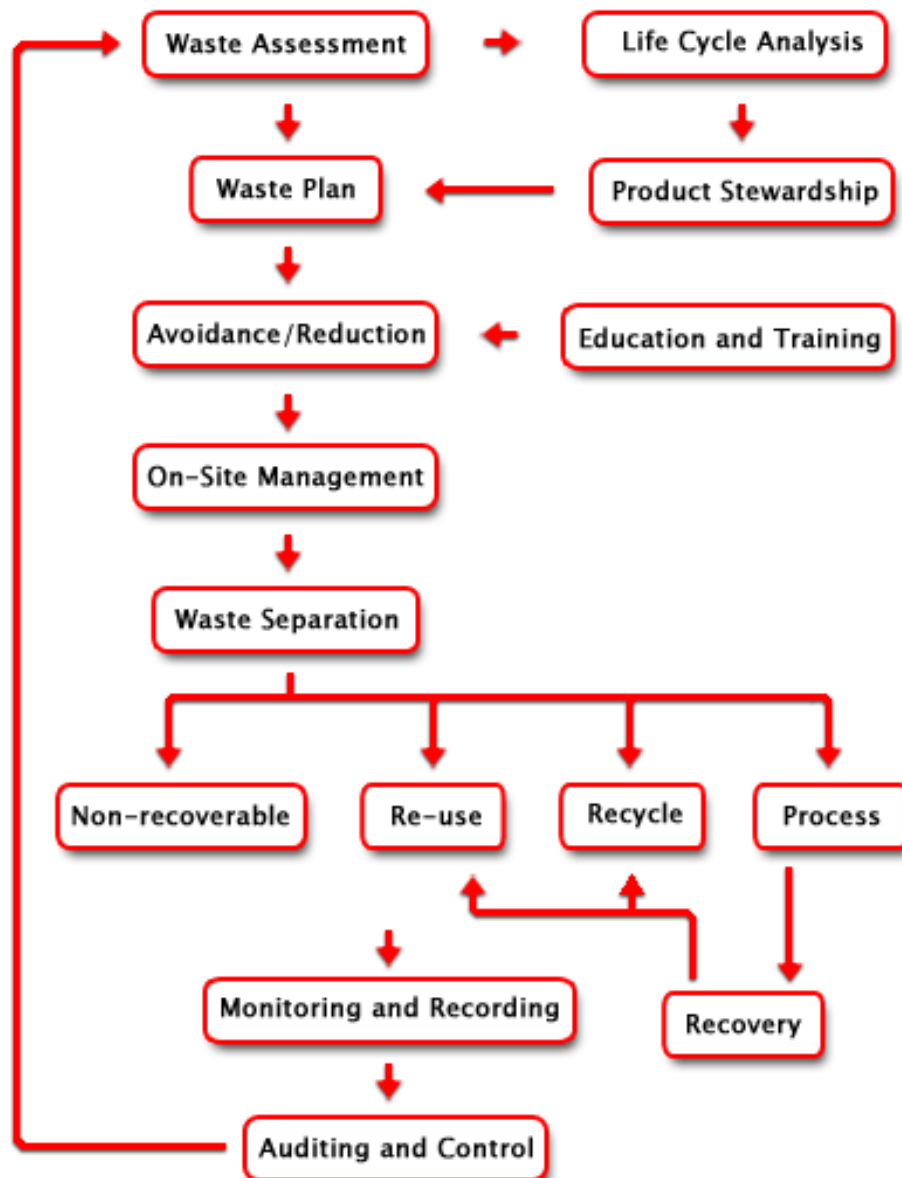 Waste Assessment
Life Cycle Analysis
Waste Plan
Product Stewardship
Avoidance/Reduction
Education and Training
On-Site Management
Waste Separation
Non-recoverable
Re-use
Recycle
Process
Monitoring and Recording
Recovery
Auditing and Control